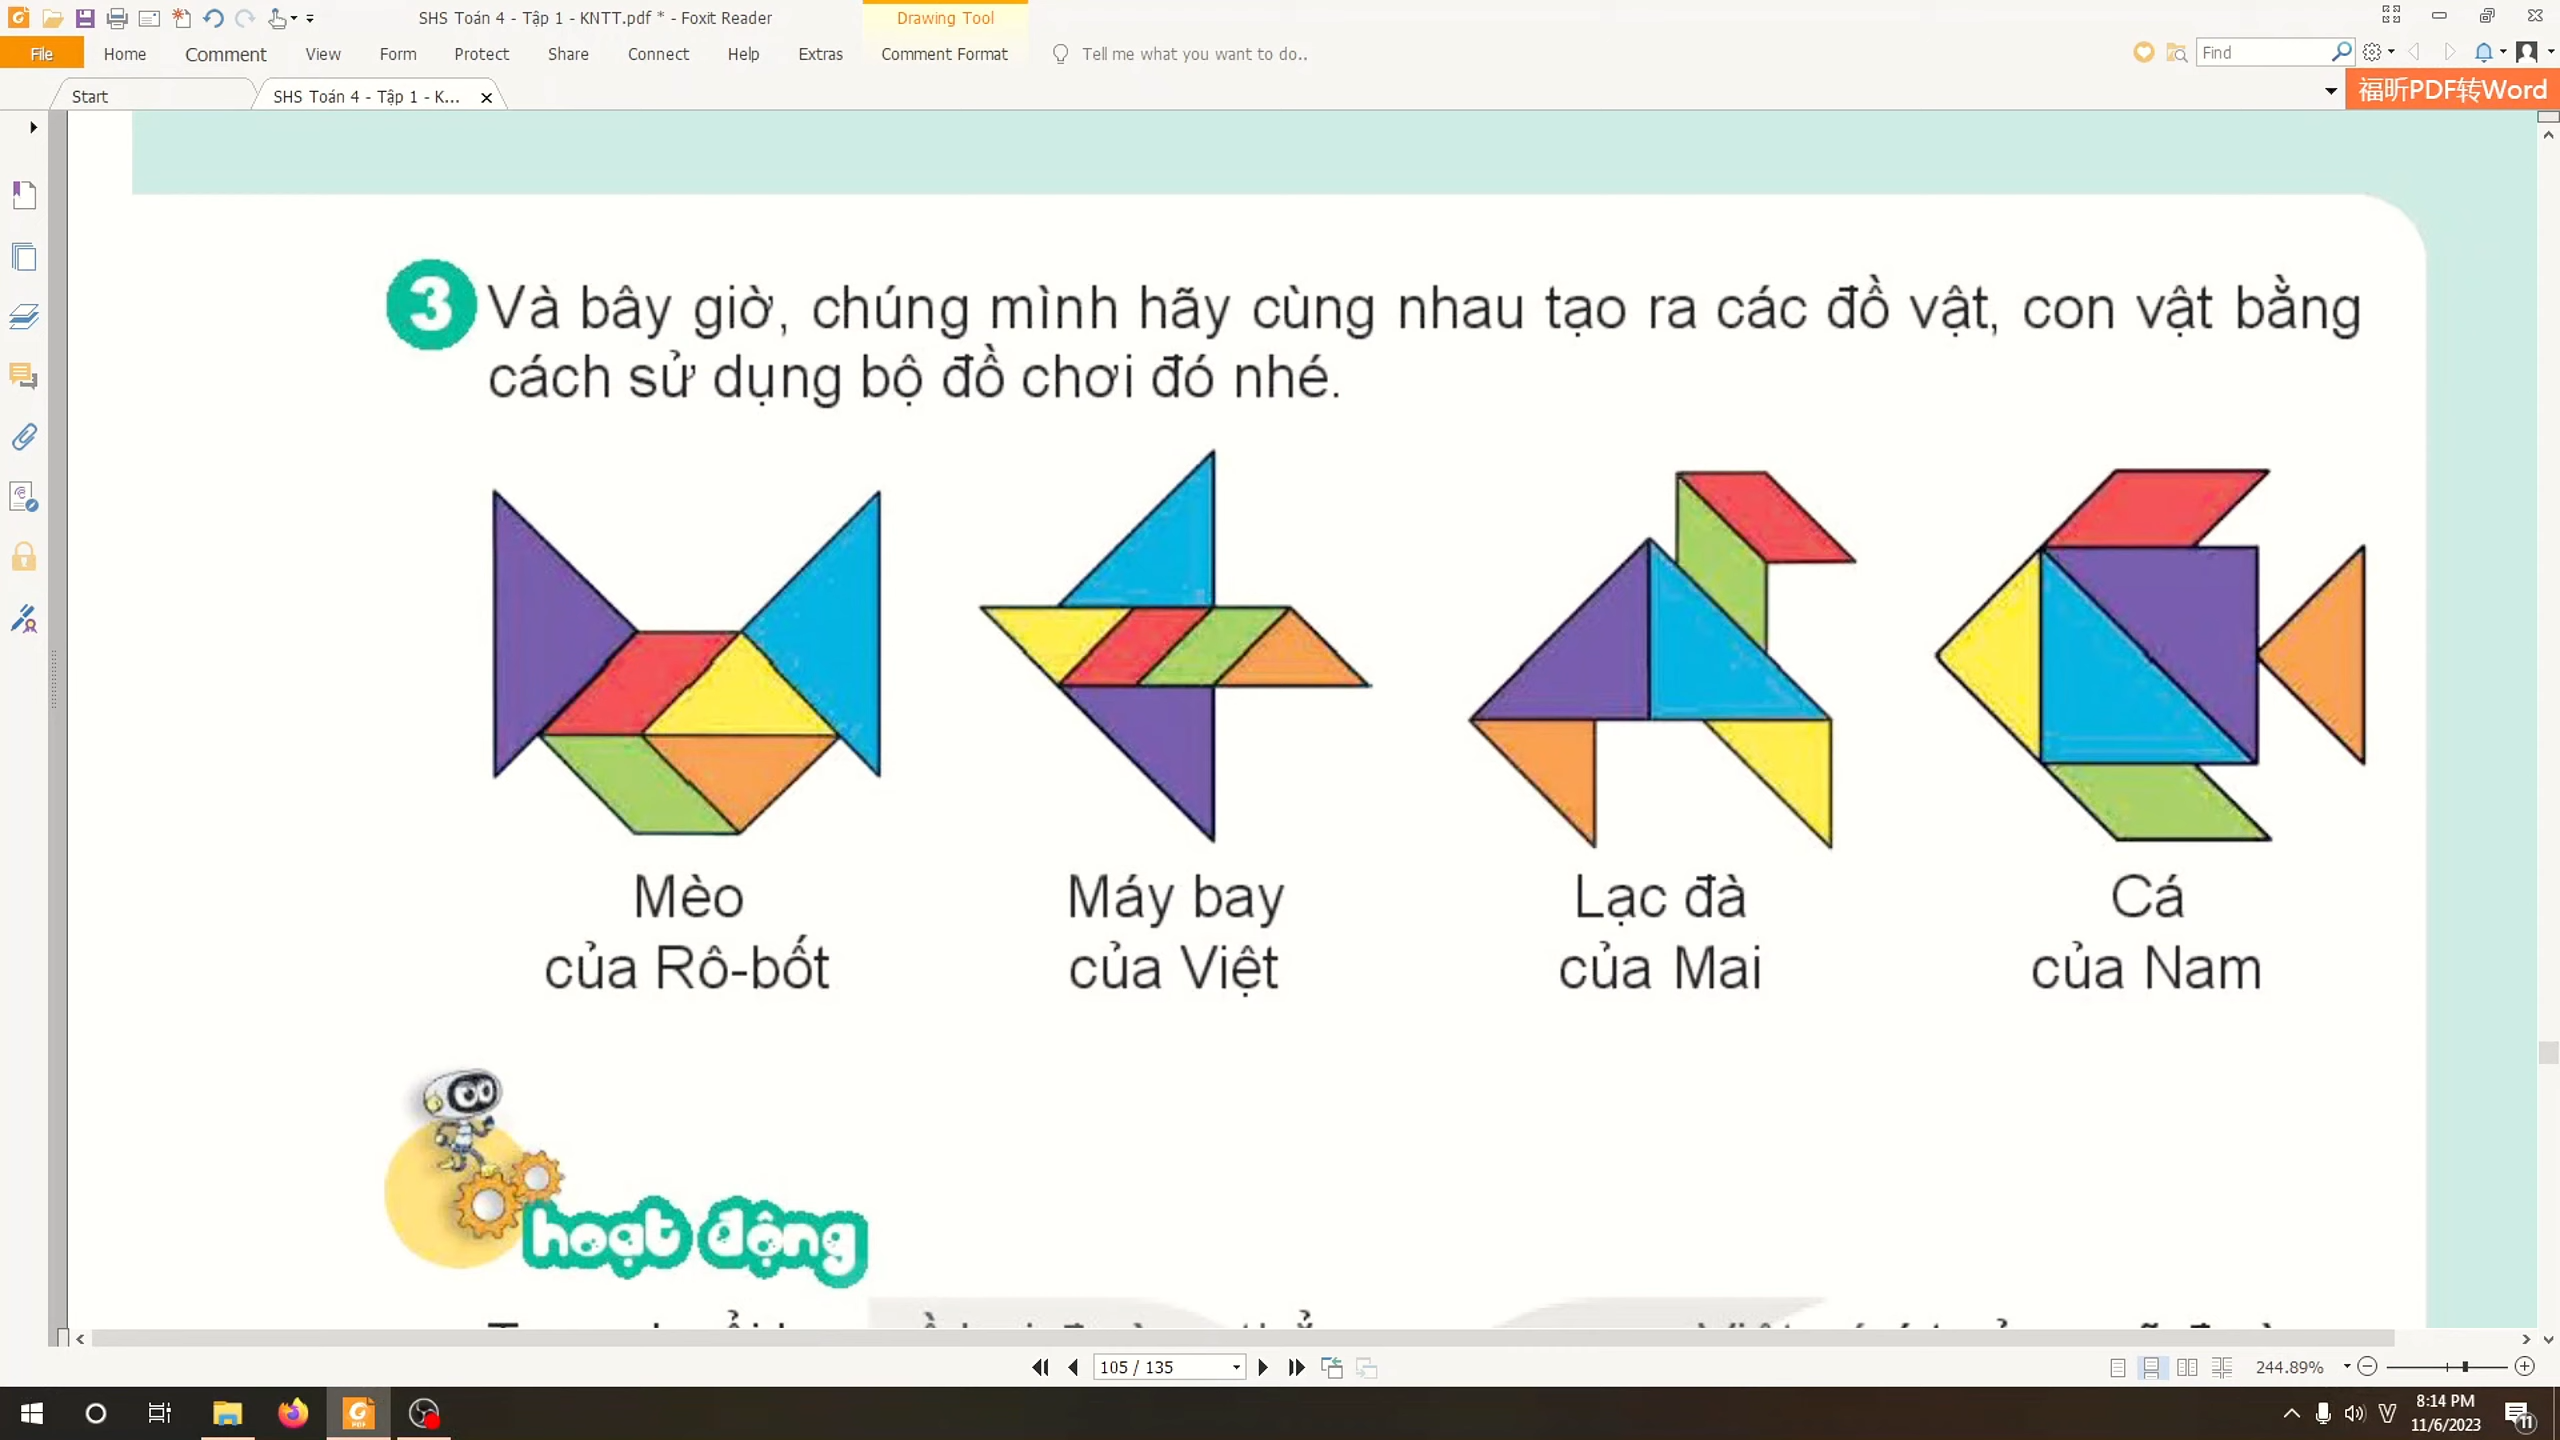 SHS Toán 4 - Tập 1 - KNTT.pdf * - Foxit Reader
Drawing Tool
File
Home
Comment
View
Form
Protect
Share
Connect
Help
Extras
Comment Format
Tell me what you want to do..
Find
Start
SHS Toán 4 - Tập 1 - K...
福昕PDF转Word
3 Và bây giờ, chúng mình hãy cùng nhau tạo ra các đồ vật, con vật bằng
cách sử dụng bộ đồ chơi đó nhé.
Mèo
của Rô-bốt
Máy bay
của Việt
Lạc đà
của Mai
Cá
của Nam
hoạt động
105 / 135
244.89%
8:14 PM
11/6/2023
11